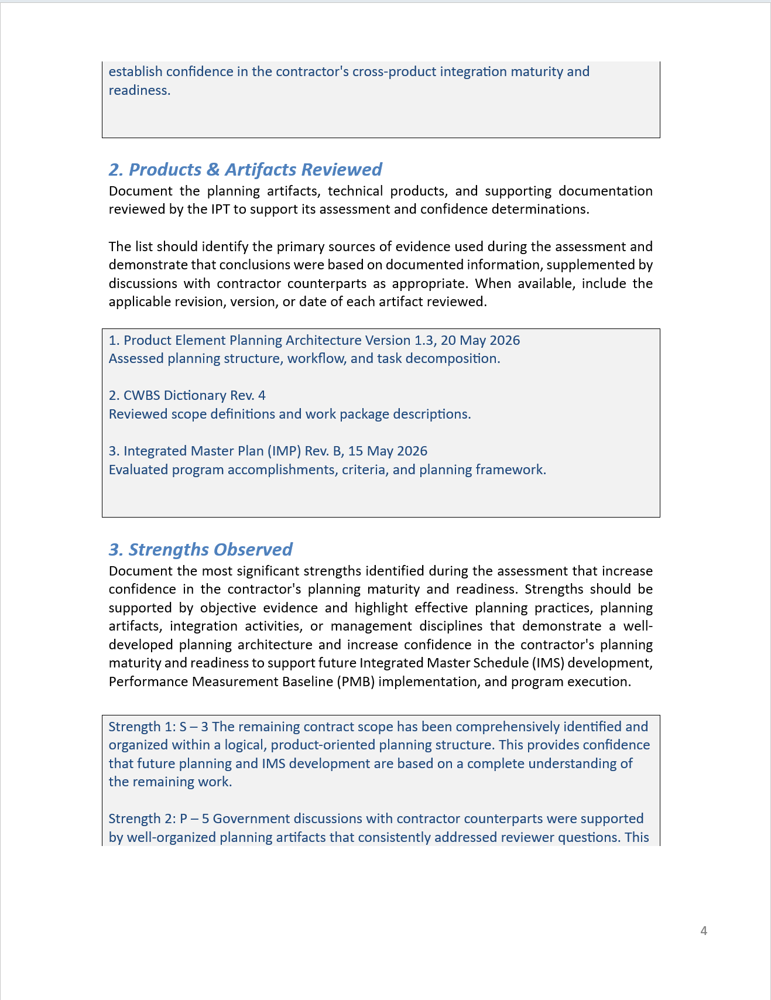 establish confidence in the contractor's cross-product integration maturity and
readiness.
2. Products & Artifacts Reviewed
Document the planning artifacts, technical products, and supporting documentation
reviewed by the IPT to support its assessment and confidence determinations.
The list should identify the primary sources of evidence used during the assessment and
demonstrate that conclusions were based on documented information, supplemented by
discussions with contractor counterparts as appropriate. When available, include the
applicable revision, version, or date of each artifact reviewed.
1. Product Element Planning Architecture Version 1.3, 20 May 2026
Assessed planning structure, workflow, and task decomposition.
2. CWBS Dictionary Rev. 4
Reviewed scope definitions and work package descriptions.
3. Integrated Master Plan (IMP) Rev. B, 15 May 2026
Evaluated program accomplishments, criteria, and planning framework.
3. Strengths Observed
Document the most significant strengths identified during the assessment that increase
confidence in the contractor's planning maturity and readiness. Strengths should be
supported by objective evidence and highlight effective planning practices, planning
artifacts, integration activities, or management disciplines that demonstrate a well-
developed planning architecture and increase confidence in the contractor's planning
maturity and readiness to support future Integrated Master Schedule (IMS) development,
Performance Measurement Baseline (PMB) implementation, and program execution.
Strength 1: S – 3 The remaining contract scope has been comprehensively identified and
organized within a logical, product-oriented planning structure. This provides confidence
that future planning and IMS development are based on a complete understanding of
the remaining work.
Strength 2: P – 5 Government discussions with contractor counterparts were supported
by well-organized planning artifacts that consistently addressed reviewer questions. This
4